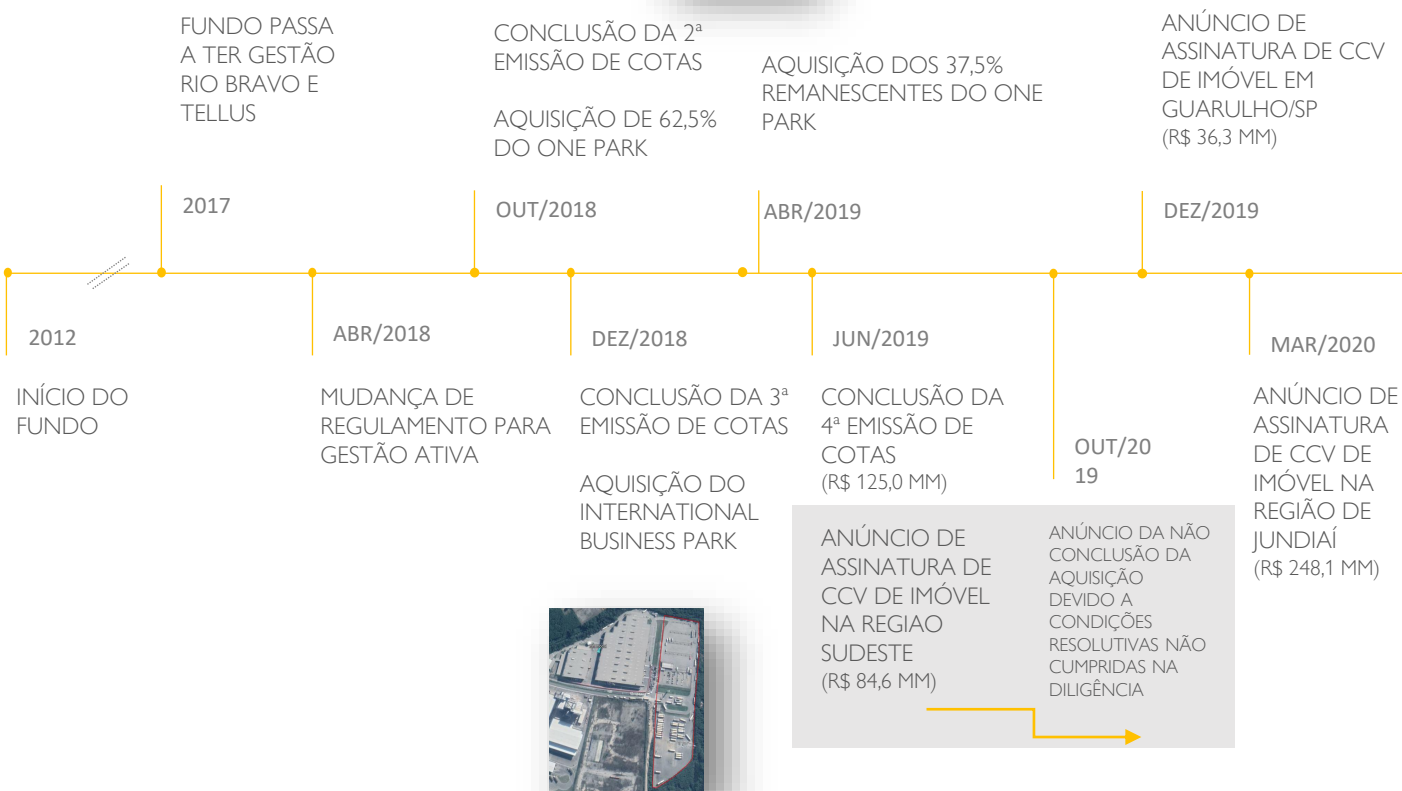 FUNDO PASSA
A TER GESTÃO
RIO BRAVO E
TELLUS
2017
CONCLUSÃO DA 2ª
EMISSÃO DE COTAS
AQUISIÇÃO DE 62,5%
DO ONE PARK
OUT/2018
AQUISIÇÃO DOS 37,5%
REMANESCENTES DO ONE
PARK
ABR/2019
ANÚNCIO DE
ASSINATURA DE CCV
DE IMÓVEL EM
GUARULHO/SP
(R$ 36,3 MM)
DEZ/2019
2012
INÍCIO DO
FUNDO
ABR/2018
MUDANÇA DE
REGULAMENTO PARA
GESTÃO ATIVA
DEZ/2018
CONCLUSÃO DA 3ª
EMISSÃO DE COTAS
AQUISIÇÃO DO
INTERNATIONAL
BUSINESS PARK
JUN/2019
CONCLUSÃO DA
4ª EMISSÃO DE
COTAS
(R$ 125,0 MM)
ANÚNCIO DE
ASSINATURA DE
CCV DE IMÓVEL
NA REGIAO
SUDESTE
(R$ 84,6 MM)
OUT/20
19
ANÚNCIO DA NÃO
CONCLUSÃO DA
AQUISIÇÃO
DEVIDO A
CONDIÇÕES
RESOLUTIVAS NÃO
CUMPRIDAS NA
DILIGÊNCIA
MAR/2020
ANÚNCIO DE
ASSINATURA
DE CCV DE
IMÓVEL NA
REGIÃO DE
JUNDIAÍ
(R$ 248,1 MM)